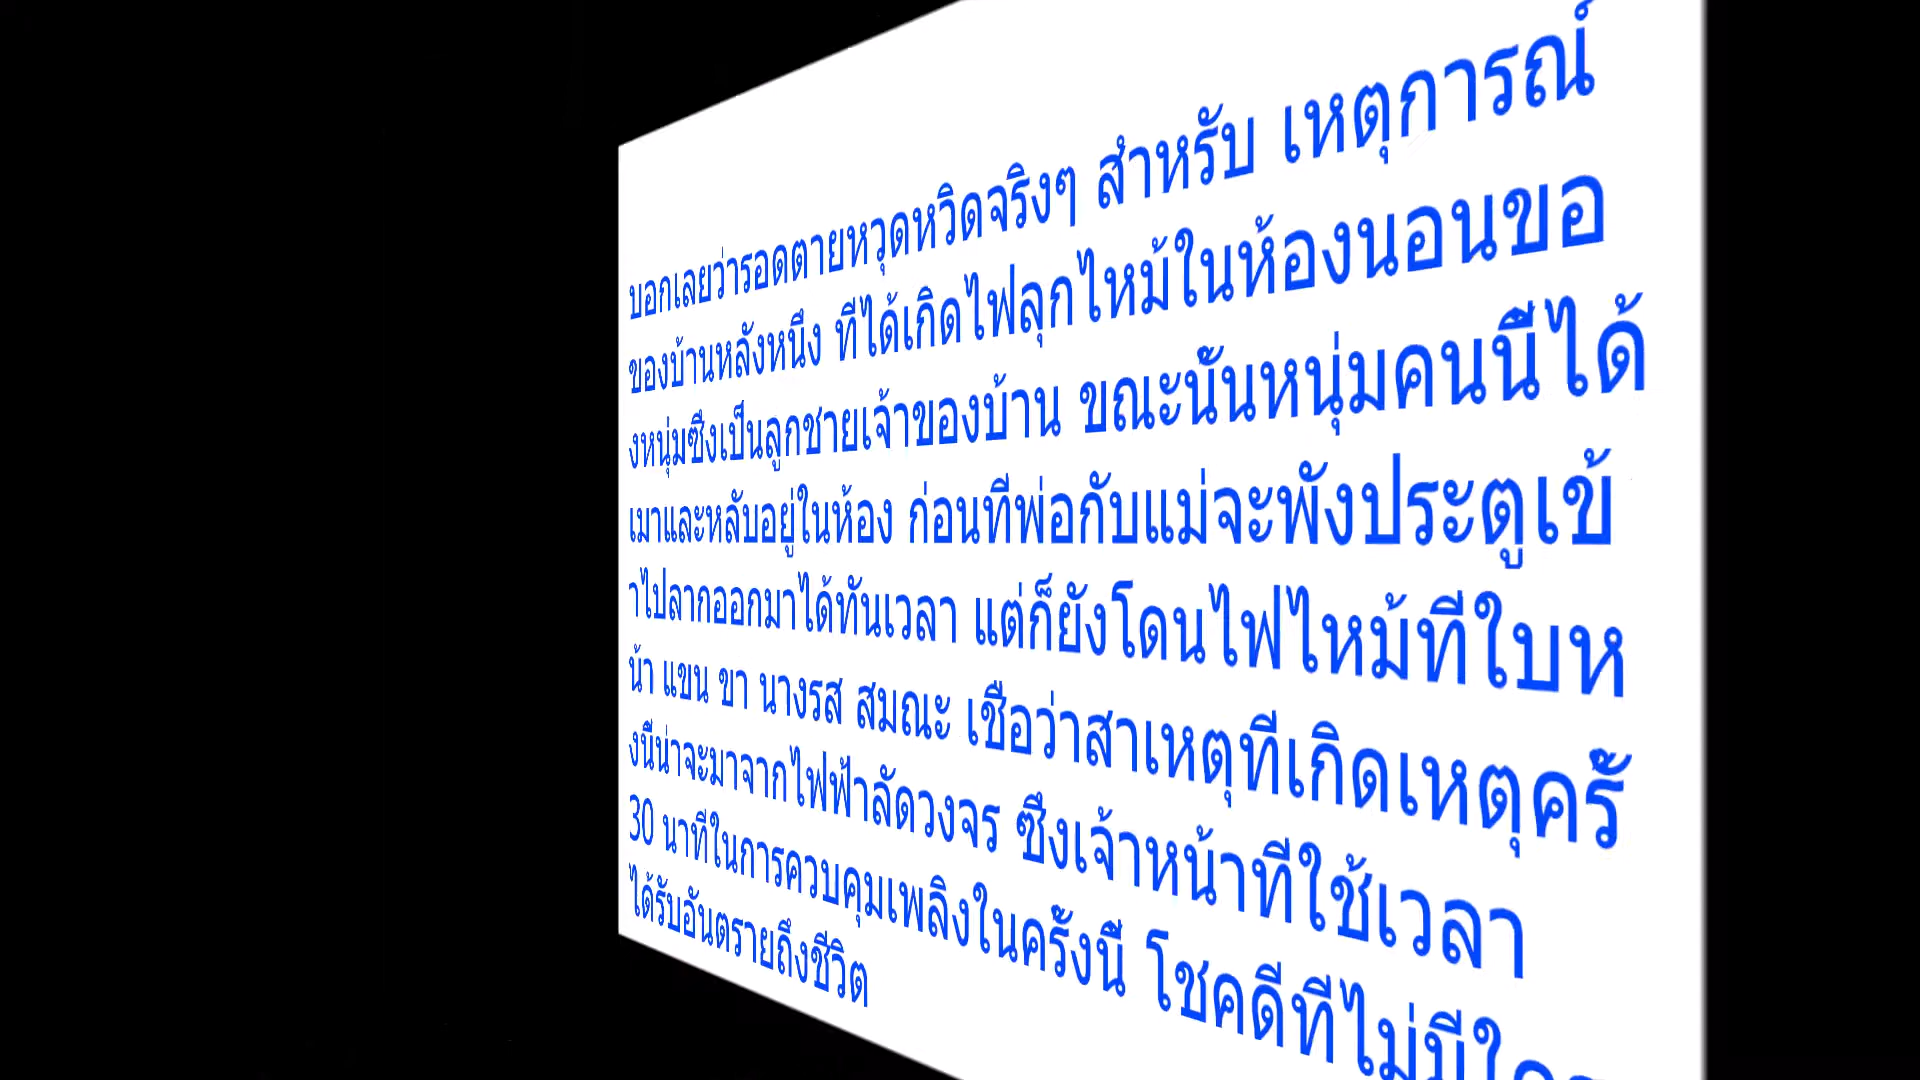 บอกเลยว่ารอดตายหวุดหวิดจริงๆ สำหรับ เหตุการณ์
ของบ้านหลังหนึ่ง ที่ได้เกิดไฟลุกไหม้ในห้องนอนขอ
งหนุ่มซึ่งเป็นลูกชายเจ้าของบ้าน ขณะนั้นหนุ่มคนนี้ได้
เมาและหลับอยู่ในห้อง ก่อนที่พ่อกับแม่จะพังประตูเข้
าไปลากออกมาได้ทันเวลา แต่ก็ยังโดนไฟไหม้ที่ใบห
น้า แขน ขา นางรส สมณะ เชื่อว่าสาเหตุที่เกิดเหตุครั้
งนี้น่าจะมาจากไฟฟ้าลัดวงจร ซึ่งเจ้าหน้าที่ใช้เวลา
30 นาทีในการควบคุมเพลิงในครั้งนี้ โชคดีที่ไม่มีใคร
ได้รับอันตรายถึงชีวิต